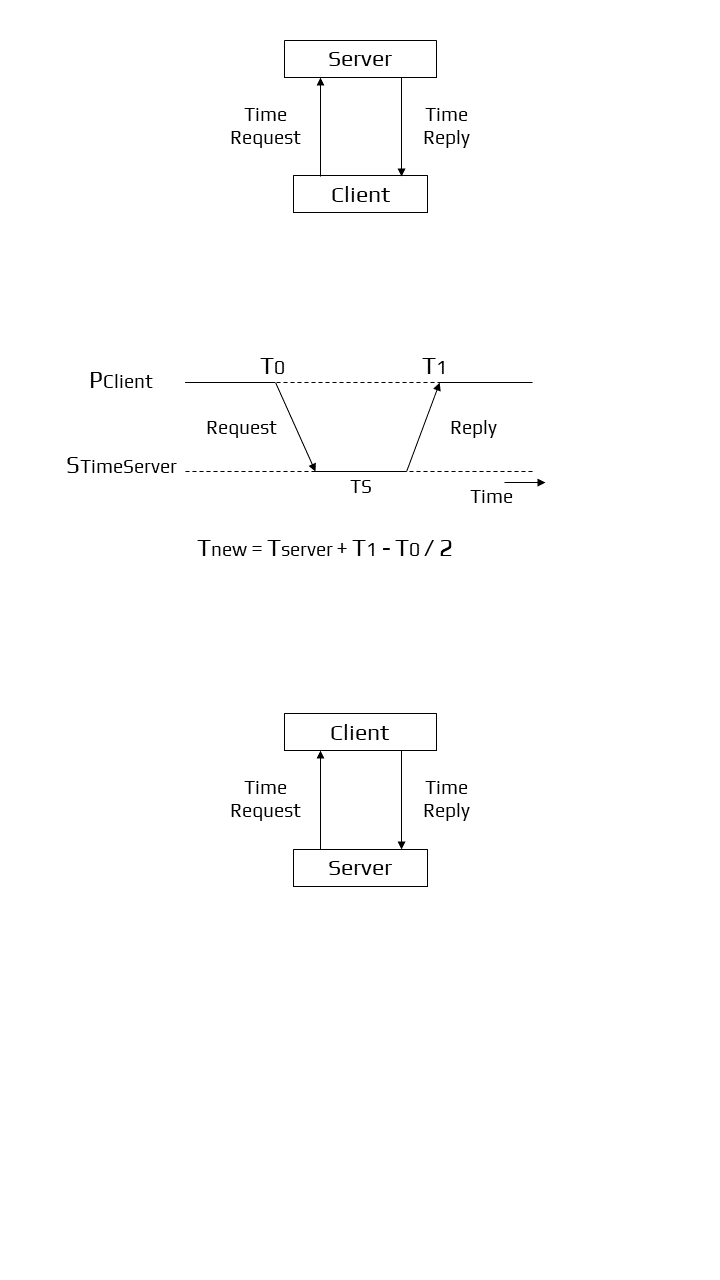 Server
Time
Request
Time
Reply
Client
T0
T1
PClient
Request
Reply
STimeServer
TS
Time
Tnew = Tserver + T1 - T0 / 2
Client
Time
Request
Time
Reply
Server